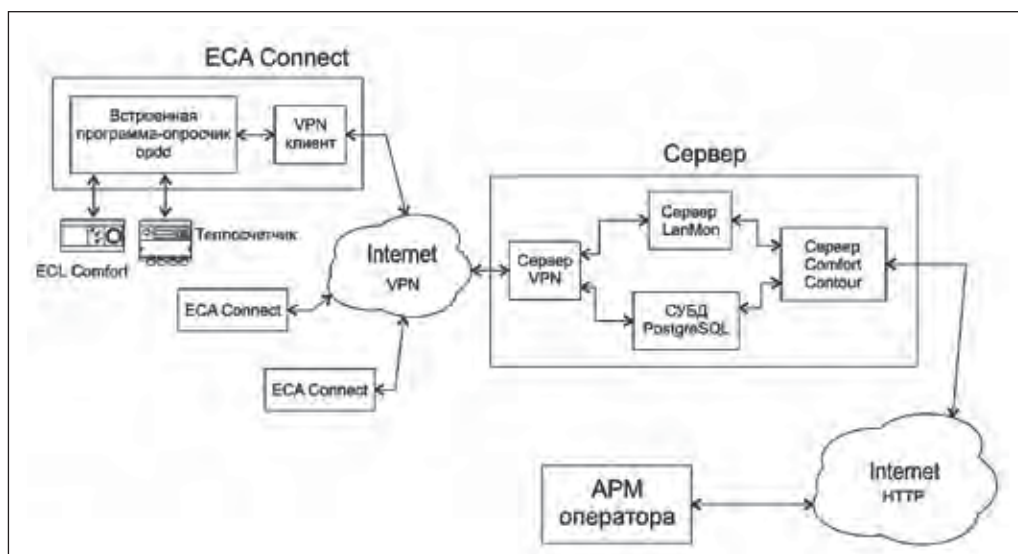 ECA Connect
Встроенная
программа-опросчик
opdd
VPN
клиент
ECL Comfort
Теплосчетчик
Internet
VPN
ECA Connect
ECA Connect
Сервер
Сервер
VPN
Сервер
LanMon
СУБД
PostgreSQL
Сервер
Comfort
Contour
Internet
HTTP
АРМ
оператора